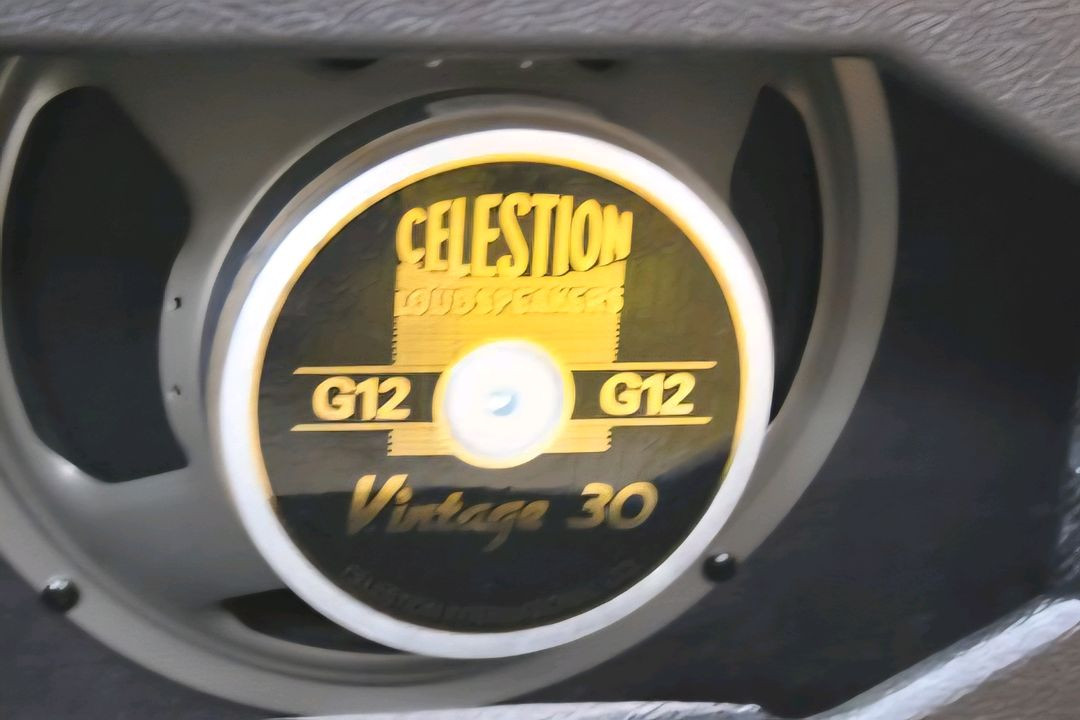 CELESTION
LOUDSPEAKERS
G12 G12
Vintage 30